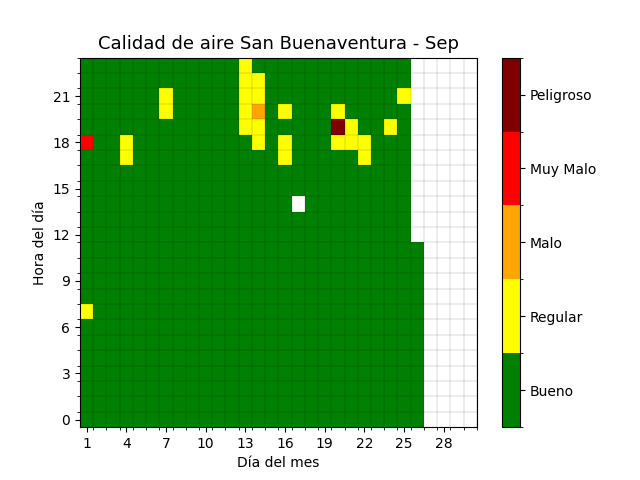 Calidad de aire San Buenaventura - Sep
Hora del día
21
18
15
12
9
6
3
0
1 4 7 10 13 16 19 22 25 28
Día del mes
Peligroso
Muy Malo
Malo
Regular
Bueno